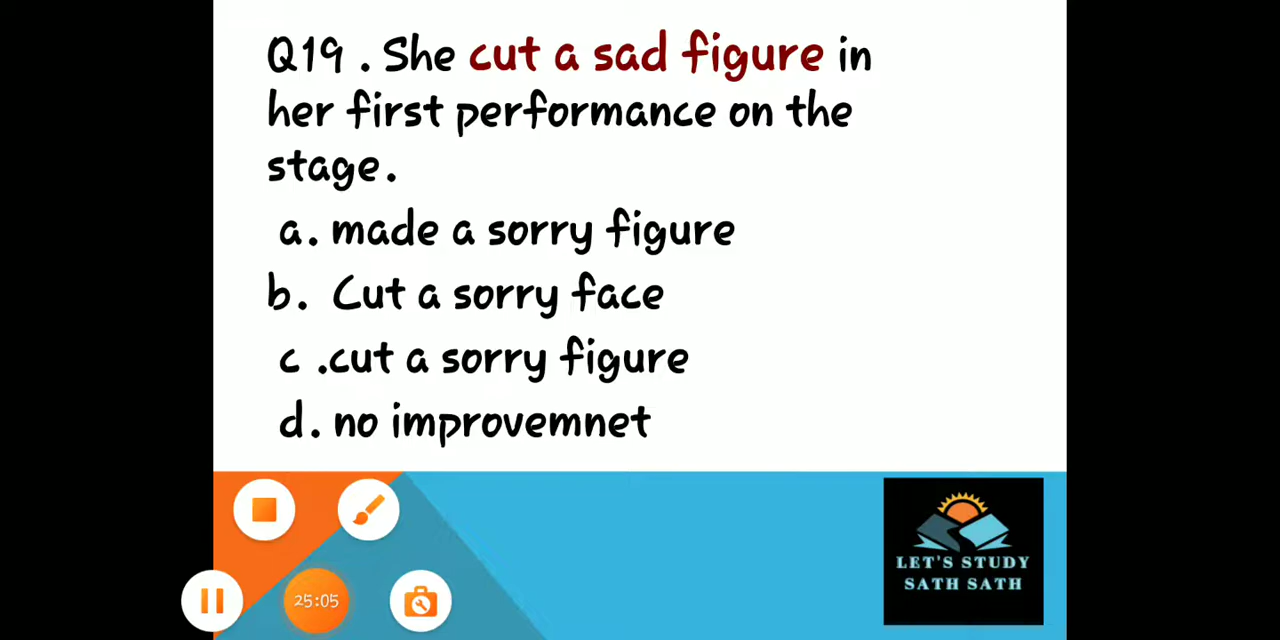 Q19 . She cut a sad figure in
her first performance on the
stage.
a. made a sorry figure
b. Cut a sorry face
c .cut a sorry figure
d. no improvemnet
LET'S STUDY
SATH SATH
25:05